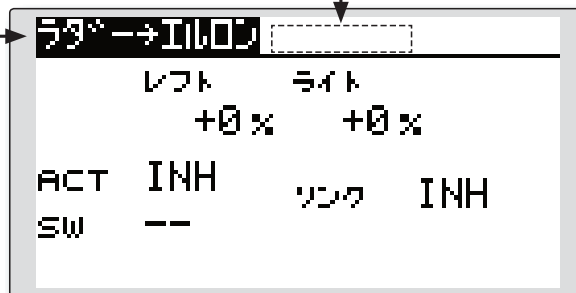 ラダー→エルロン
レフト ライト
+0% +0%
ACT INH リンク INH
SW --